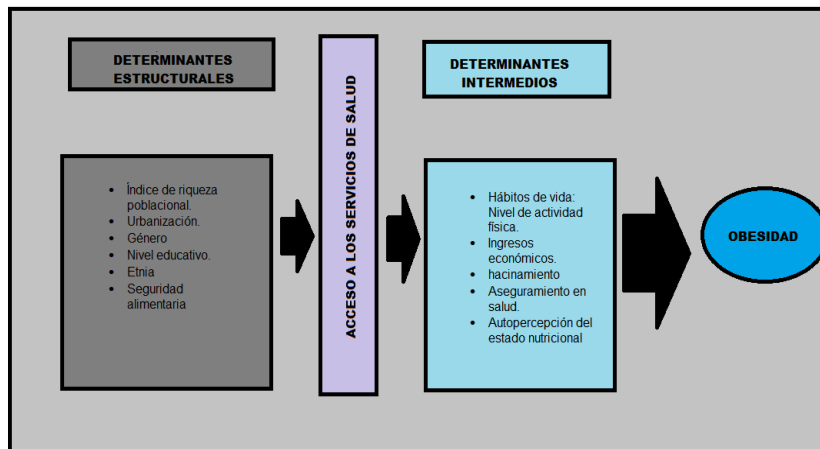 DETERMINANTES
ESTRUCTURALES
• Índice de riqueza
poblacional.
• Urbanización.
• Género
• Nivel educativo.
• Etnia
• Seguridad
alimentaria
ACCESO A LOS SERVICIOS DE SALUD
DETERMINANTES
INTERMEDIOS
• Hábitos de vida:
Nivel de actividad
física.
• Ingresos
económicos.
• hacinamiento
• Aseguramiento en
salud.
• Autopercepción del
estado nutricional
OBESIDAD